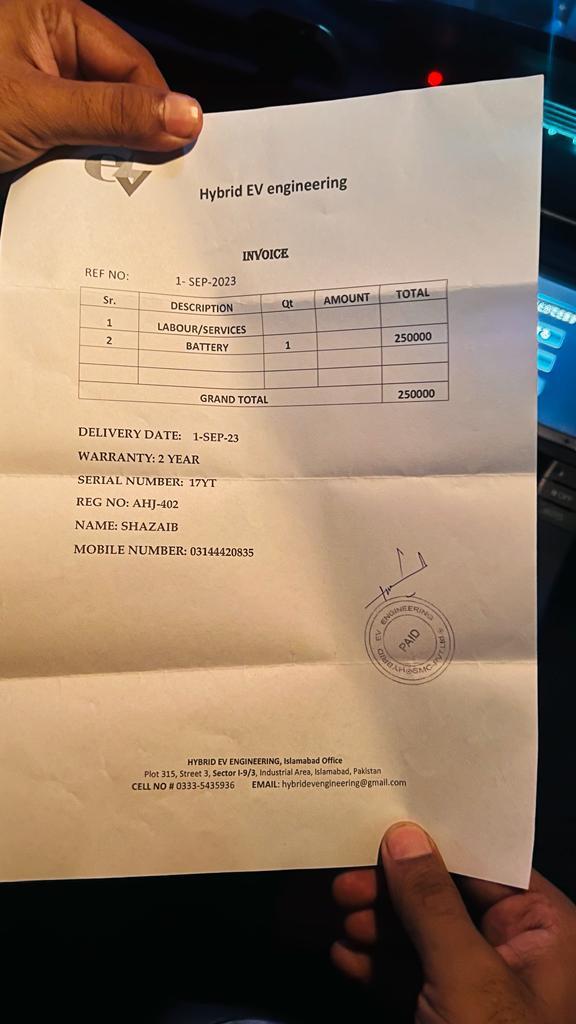 ev
Hybrid EV engineering
INVOICE
REF NO: 1- SEP-2023
Sr. DESCRIPTION Qt AMOUNT TOTAL
1 LABOUR/SERVICES
2 BATTERY 1 250000
GRAND TOTAL 250000
DELIVERY DATE: 1-SEP-23
WARRANTY: 2 YEAR
SERIAL NUMBER: 17YT
REG NO: AHJ-402
NAME: SHAZAIB
MOBILE NUMBER: 03144420835
HYBRID EV ENGINEERING
PAID
HYBRID EV ENGINEERING, Islamabad Office
Plot 315, Street 3, Sector I-9/3, Industrial Area, Islamabad, Pakistan
CELL NO # 0333-5435936 EMAIL: hybridevengineering@gmail.com